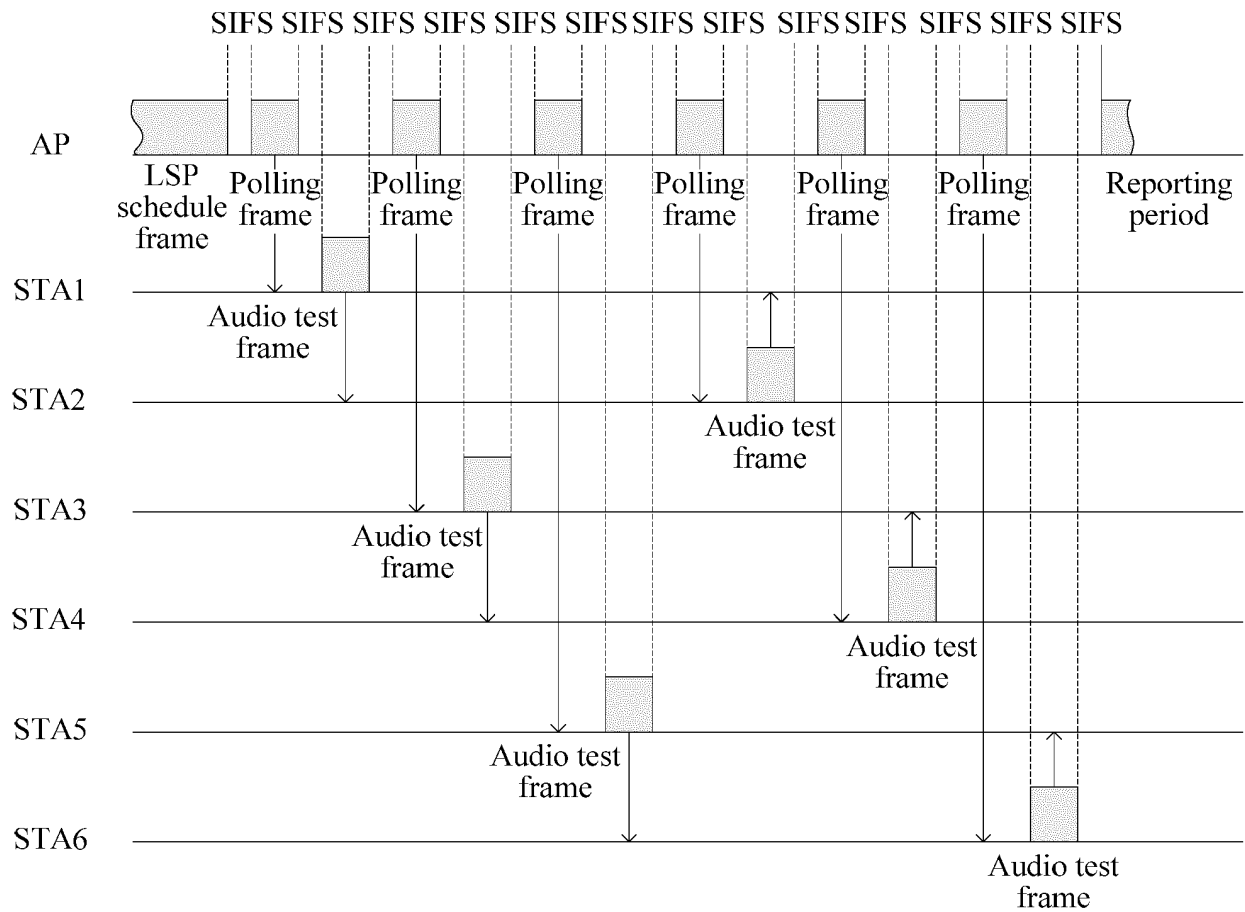 SIFS SIFS SIFS SIFS SIFS SIFS SIFS SIFS SIFS SIFS SIFS SIFS SIFS
AP
LSP
schedule
frame
Polling
frame
Polling
frame
Polling
frame
Polling
frame
Polling
frame
Polling
frame
Reporting
period
STA1
Audio test
frame
STA2
Audio test
frame
STA3
Audio test
frame
STA4
Audio test
frame
STA5
Audio test
frame
STA6
Audio test
frame